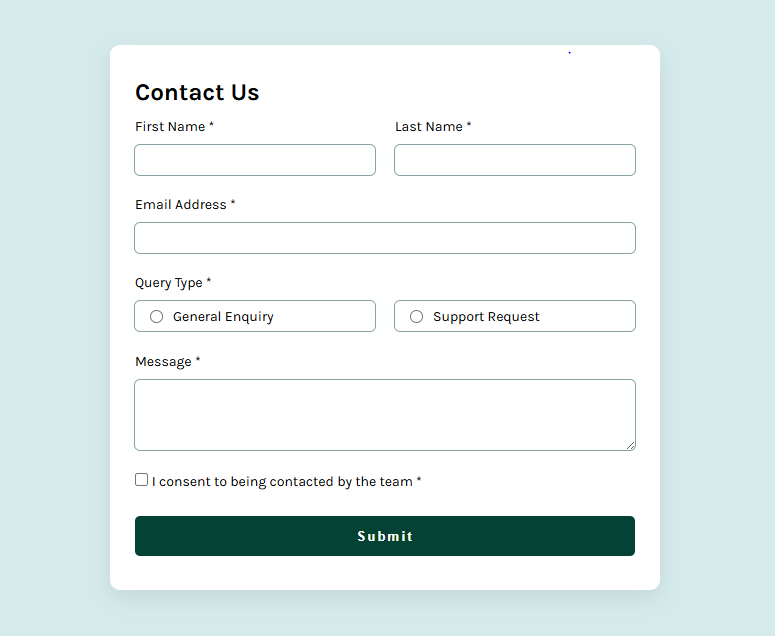 Contact Us
First Name * Last Name *
Email Address *
Query Type *
General Enquiry Support Request
Message *
I consent to being contacted by the team *
Submit